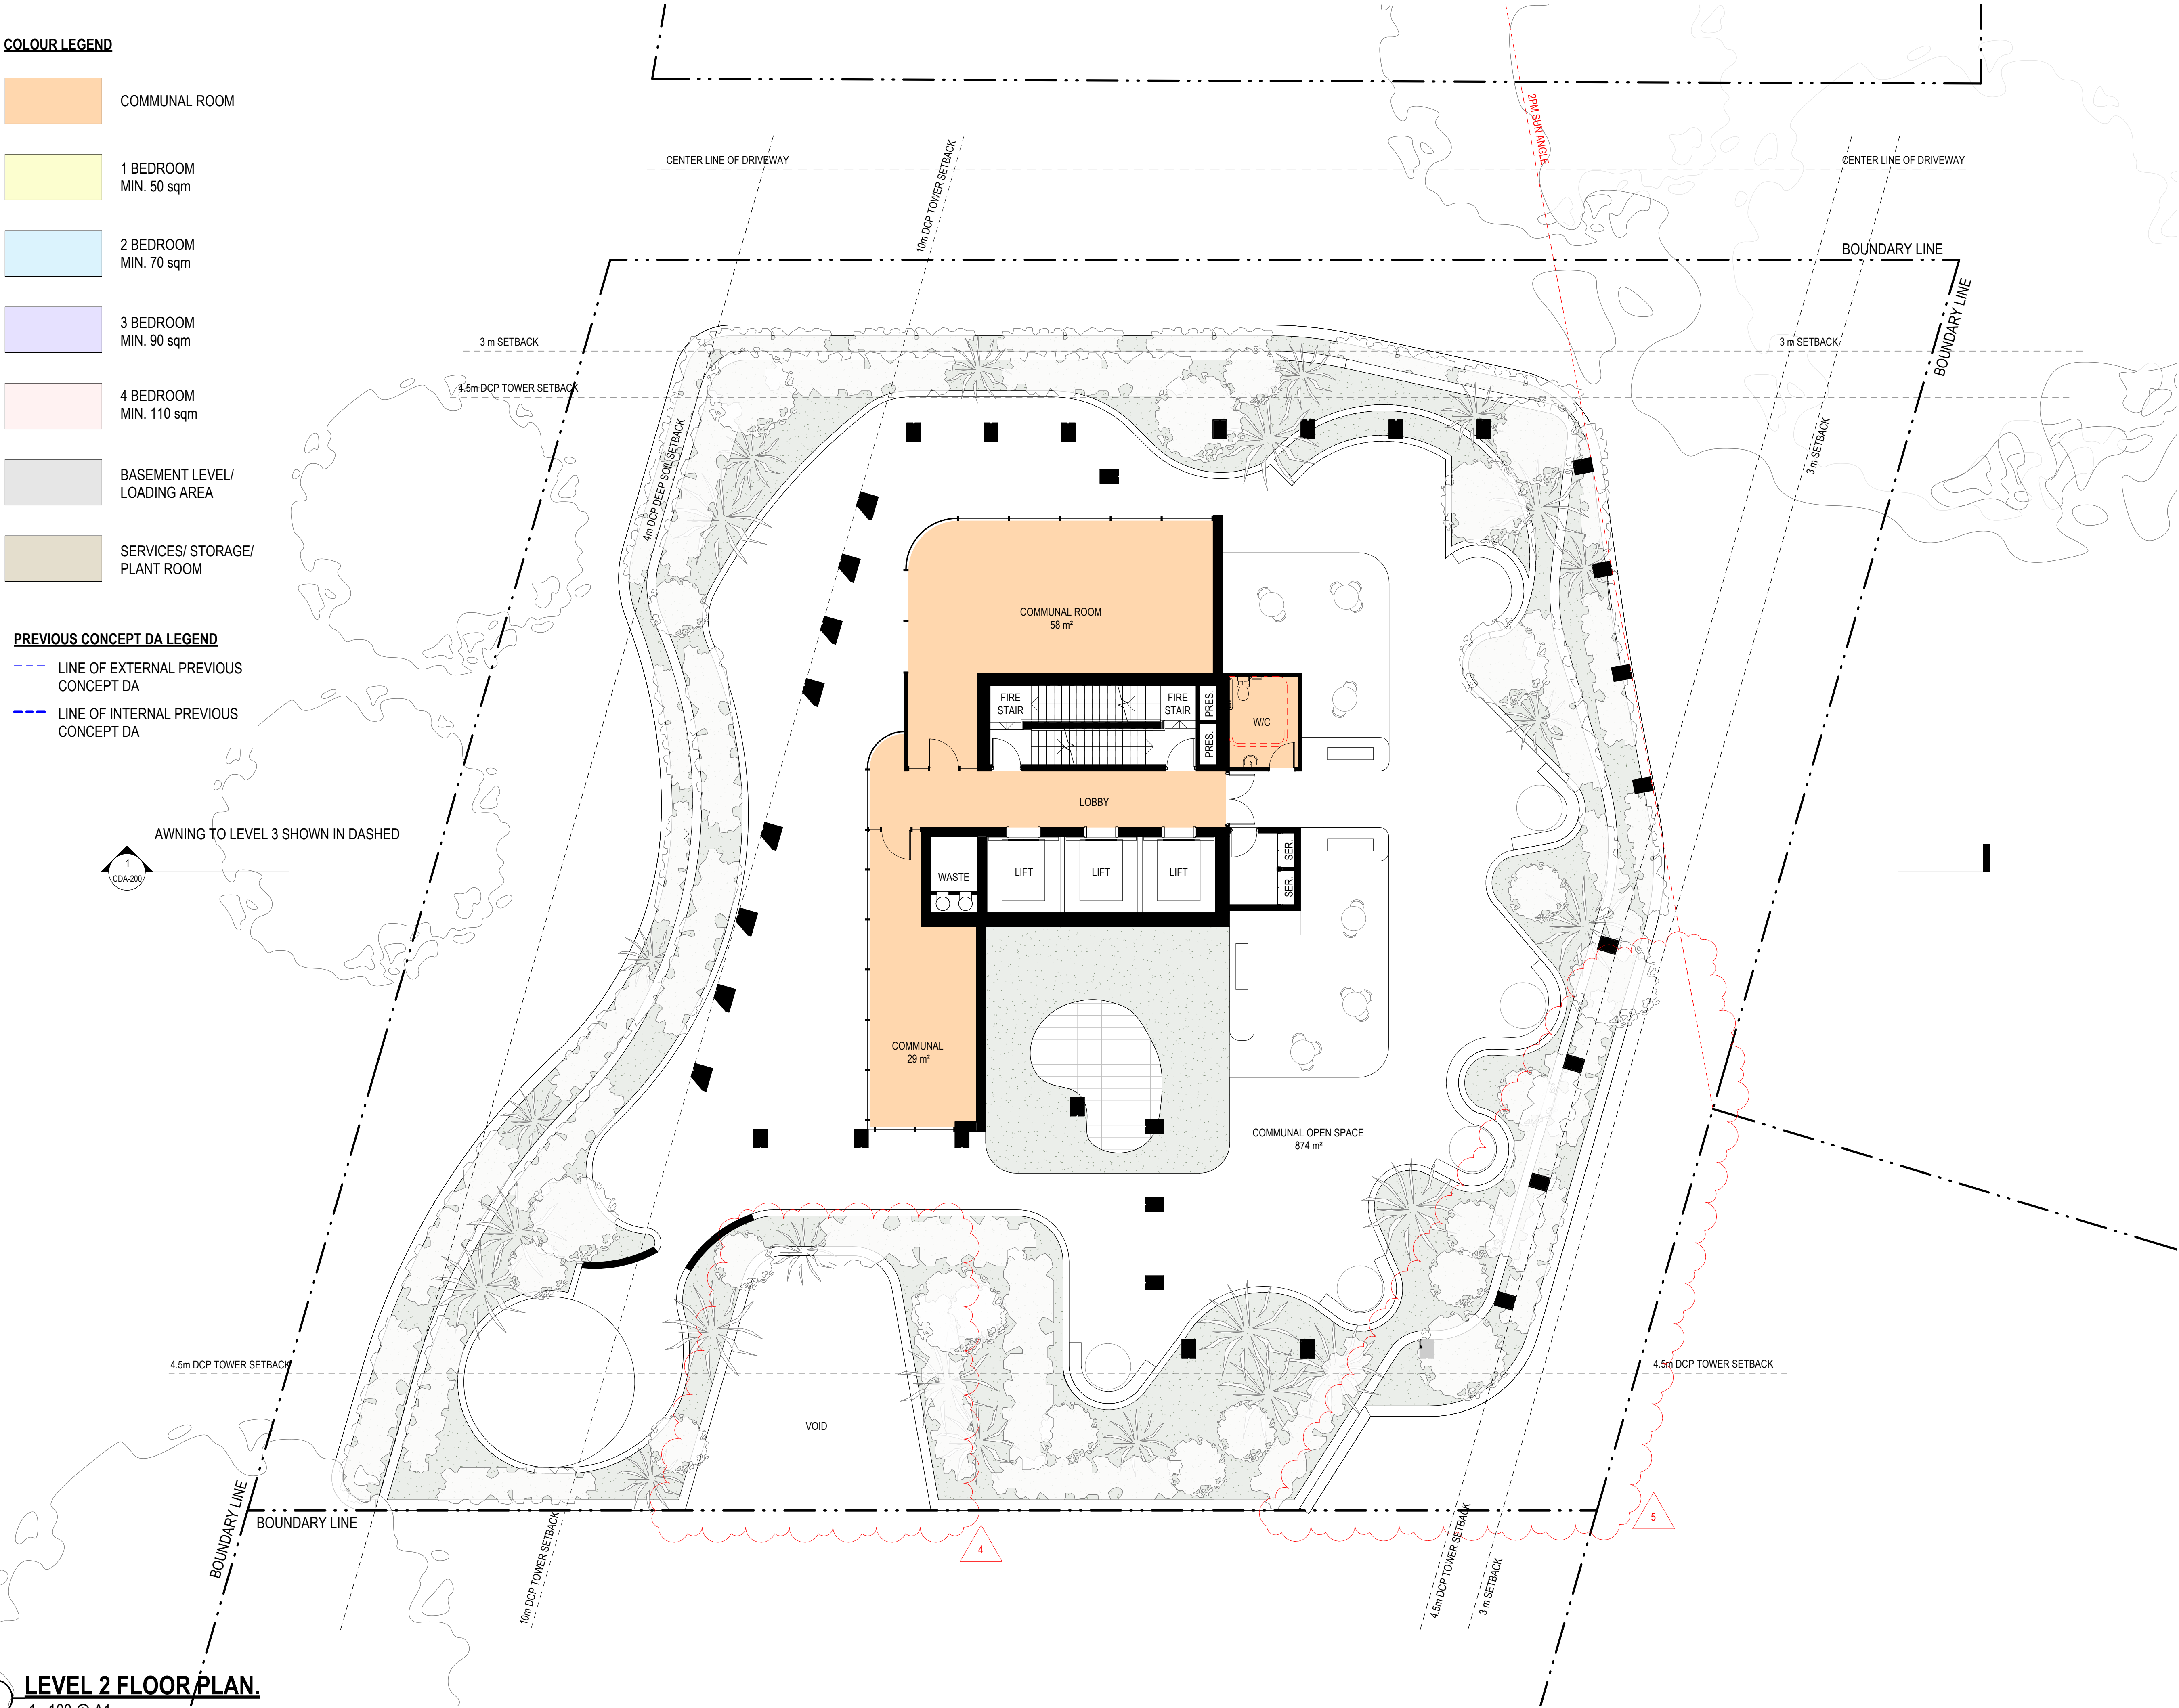 COLOUR LEGEND
COMMUNAL ROOM
1 BEDROOM
MIN. 50 sqm
2 BEDROOM
MIN. 70 sqm
3 BEDROOM
MIN. 90 sqm
4 BEDROOM
MIN. 110 sqm
BASEMENT LEVEL/
LOADING AREA
SERVICES/ STORAGE/
PLANT ROOM
PREVIOUS CONCEPT DA LEGEND
LINE OF EXTERNAL PREVIOUS
CONCEPT DA
LINE OF INTERNAL PREVIOUS
CONCEPT DA
AWNING TO LEVEL 3 SHOWN IN DASHED
1
CDA-200
CENTER LINE OF DRIVEWAY
10m DCP TOWER SETBACK
2PM SUN ANGLE
CENTER LINE OF DRIVEWAY
BOUNDARY LINE
BOUNDARY LINE
3 m SETBACK
3 m SETBACK
4.5m DCP TOWER SETBACK
4m DCP DEEP SOIL SETBACK
3 m SETBACK
COMMUNAL ROOM
58 m²
FIRE
STAIR
FIRE
STAIR
PRES.
PRES.
W/C
LOBBY
WASTE
LIFT
LIFT
LIFT
SER.
SER.
COMMUNAL
29 m²
COMMUNAL OPEN SPACE
874 m²
4.5m DCP TOWER SETBACK
4.5m DCP TOWER SETBACK
VOID
BOUNDARY LINE
BOUNDARY LINE
10m DCP TOWER SETBACK
4
4.5m DCP TOWER SETBACK
3 m SETBACK
5
LEVEL 2 FLOOR PLAN.
1 : 100 @ A1